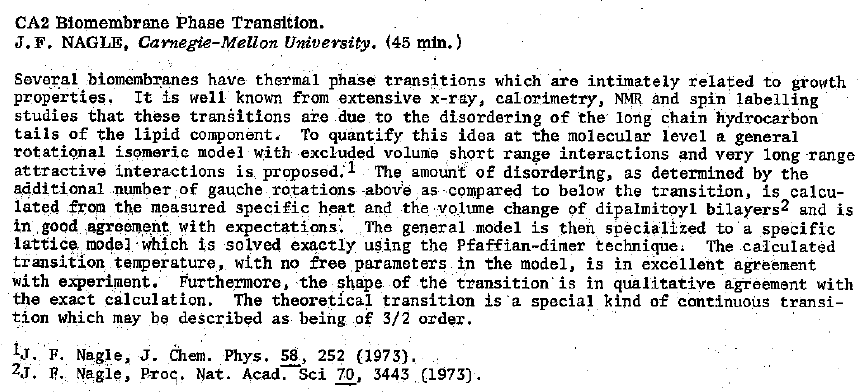 CA2 Biomembrane Phase Transition.
J. F. NAGLE, Carnegie-Mellon University. (45 min.)
Several biomembranes have thermal phase transitions which are intimately related to growth
properties. It is well known from extensive x-ray, calorimetry, NMR and spin labelling
studies that these transitions are due to the disordering of the long chain hydrocarbon
tails of the lipid component. To quantify this idea at the molecular level a general
rotational isomeric model with excluded volume short range interactions and very long range
attractive interactions is proposed.¹ The amount of disordering, as determined by the
additional number of gauche rotations above as compared to below the transition, is calcu-
lated from the measured specific heat and the volume change of dipalmitoyl bilayers² and is
in good agreement with expectations. The general model is then specialized to a specific
lattice model which is solved exactly using the Pfaffian-dimer technique. The calculated
transition temperature, with no free parameters in the model, is in excellent agreement
with experiment. Furthermore, the shape of the transition is in qualitative agreement with
the exact calculation. The theoretical transition is a special kind of continuous transi-
tion which may be described as being of 3/2 order.
¹J. F. Nagle, J. Chem. Phys. 58, 252 (1973).
²J. F. Nagle, Proc. Nat. Acad. Sci 70, 3443 (1973).